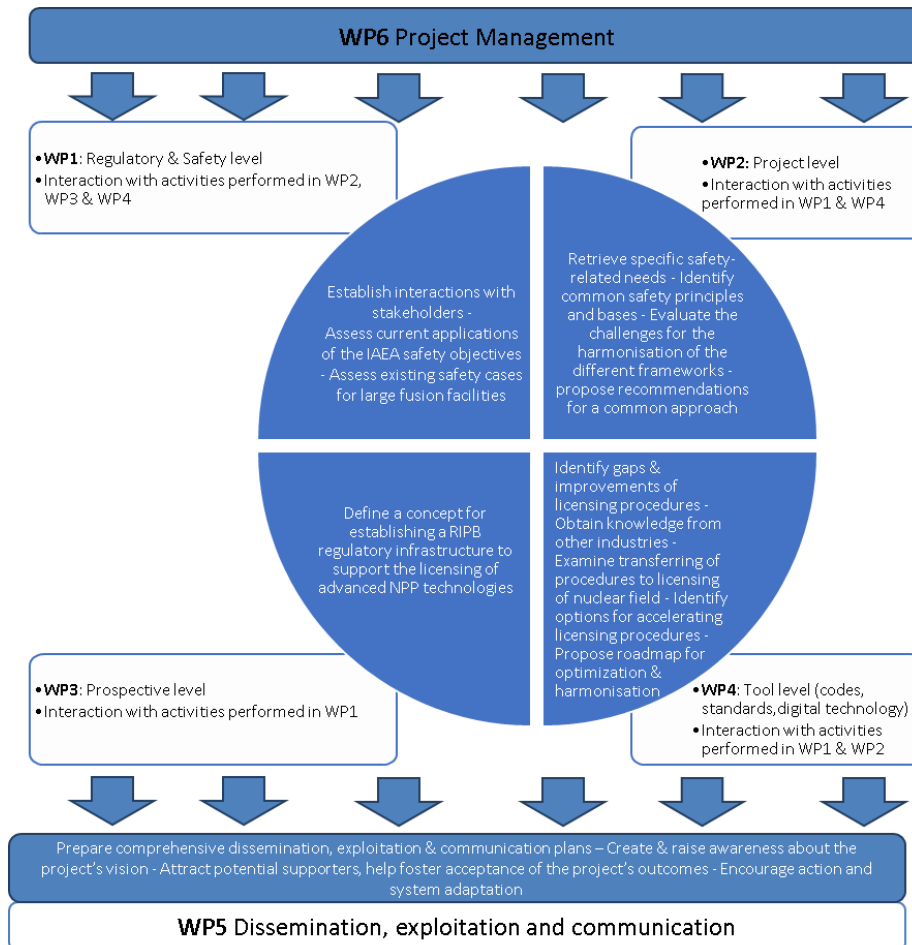 WP6 Project Management
•WP1: Regulatory & Safety level
•Interaction with activities performed in WP2,
WP3 & WP4
•WP2: Project level
•Interaction with activities
performed in WP1 & WP4
Establish interactions with
stakeholders -
Assess current applications
of the IAEA safety objectives
- Assess existing safety cases
for large fusion facilities
Retrieve specific safety-
related needs - Identify
common safety principles
and bases - Evaluate the
challenges for the
harmonisation of the
different frameworks -
propose recommendations
for a common approach
Define a concept for
establishing a RIPB
regulatory infrastructure to
support the licensing of
advanced NPP technologies
Identify gaps &
improvements of
licensing procedures -
Obtain knowledge from
other industries -
Examine transferring of
procedures to licensing
of nuclear field - Identify
options for accelerating
licensing procedures -
Propose roadmap for
optimization &
harmonisation
•WP3: Prospective level
•Interaction with activities performed in WP1
•WP4: Tool level (codes,
standards,digital technology)
•Interaction with activities
performed in WP1 & WP2
Prepare comprehensive dissemination, exploitation & communication plans – Create & raise awareness about the
project's vision - Attract potential supporters, help foster acceptance of the project's outcomes - Encourage action and
system adaptation
WP5 Dissemination, exploitation and communication